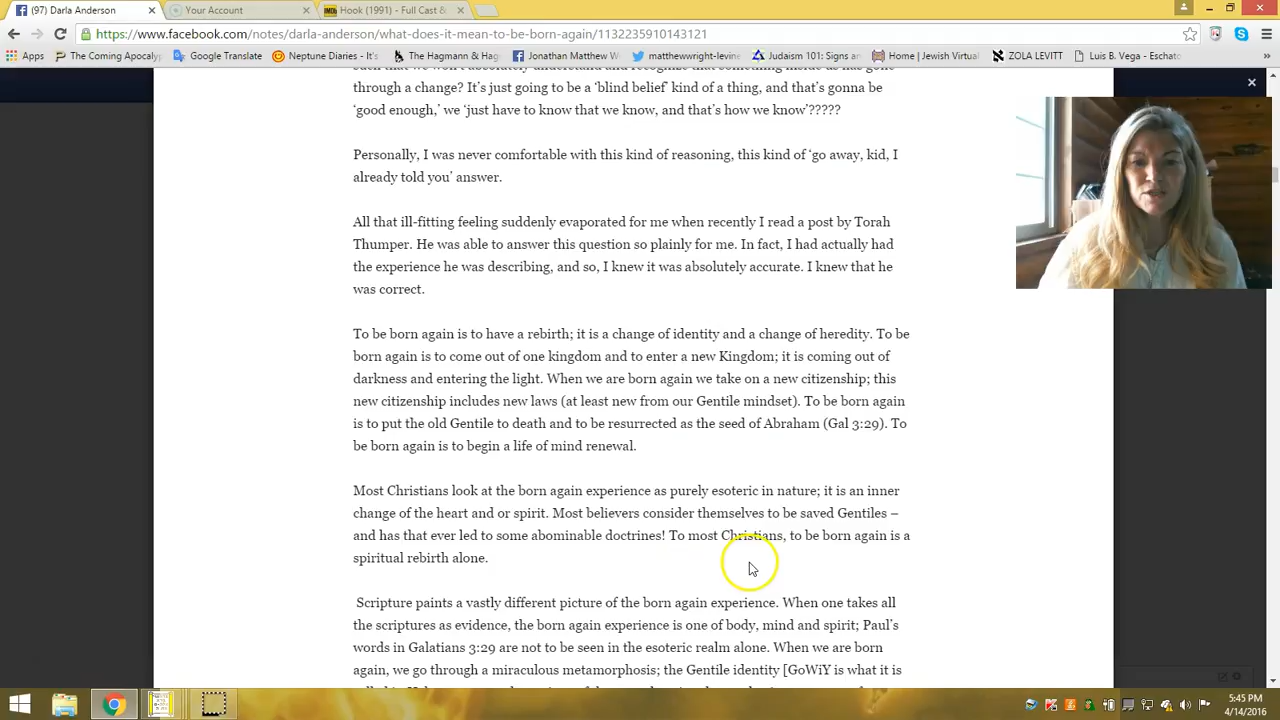 (97) Darla Anderson
Your Account
Hook (1991) - Full Cast &
https://www.facebook.com/notes/darla-anderson/what-does-it-mean-to-be-born-again/1132235910143121
Apps
The Coming Apocalyp
Google Translate
Neptune Diaries - It's
The Hagmann & Hag
Jonathan Matthew
matthewwright-levine
Judaism 101: Signs an
Home | Jewish Virtual
ZOLA LEVITT
Luis B. Vega - Eschato
through a change? It's just going to be a 'blind belief' kind of a thing, and that's gonna be
'good enough,' we 'just have to know that we know, and that's how we know'?????
Personally, I was never comfortable with this kind of reasoning, this kind of 'go away, kid, I
already told you' answer.
All that ill-fitting feeling suddenly evaporated for me when recently I read a post by Torah
Thumper. He was able to answer this question so plainly for me. In fact, I had actually had
the experience he was describing, and so, I knew it was absolutely accurate. I knew that he
was correct.
To be born again is to have a rebirth; it is a change of identity and a change of heredity. To be
born again is to come out of one kingdom and to enter a new Kingdom; it is coming out of
darkness and entering the light. When we are born again we take on a new citizenship; this
new citizenship includes new laws (at least new from our Gentile mindset). To be born again
is to put the old Gentile to death and to be resurrected as the seed of Abraham (Gal 3:29). To
be born again is to begin a life of mind renewal.
Most Christians look at the born again experience as purely esoteric in nature; it is an inner
change of the heart and or spirit. Most believers consider themselves to be saved Gentiles –
and has that ever led to some abominable doctrines! To most Christians, to be born again is a
spiritual rebirth alone.
Scripture paints a vastly different picture of the born again experience. When one takes all
the scriptures as evidence, the born again experience is one of body, mind and spirit; Paul's
words in Galatians 3:29 are not to be seen in the esoteric realm alone. When we are born
again, we go through a miraculous metamorphosis; the Gentile identity [GoWiY is what it is
5:45 PM
4/14/2016